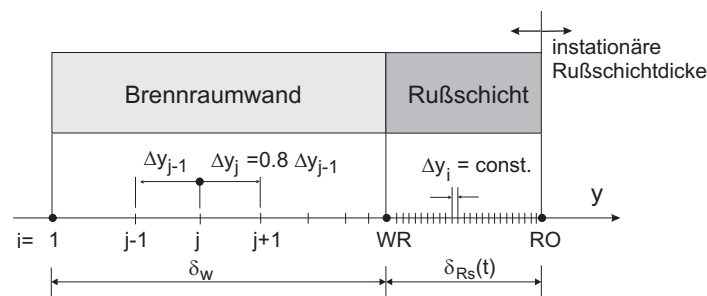 instationäre
Rußschichtdicke
Brennraumwand
Rußschicht
Δy_{j-1}
Δy_j =0.8 Δy_{j-1}
Δy_i = const.
y
i= 1 j-1 j j+1 WR RO
δ_w
δ_{Rs}(t)